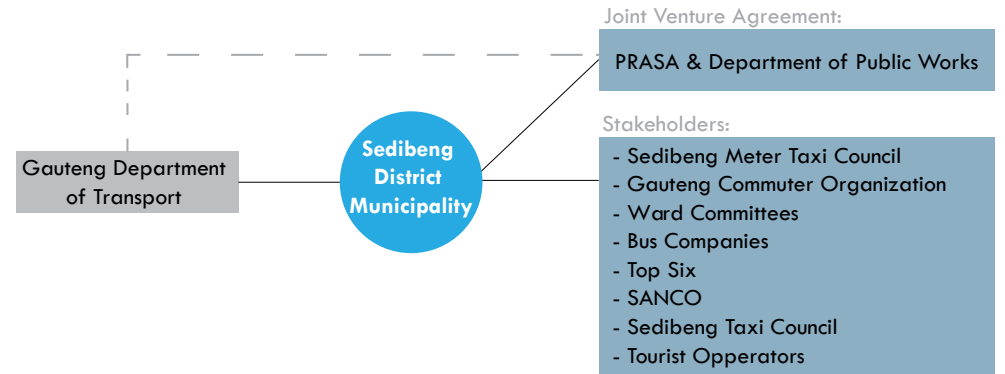 Joint Venture Agreement:
PRASA & Department of Public Works
Gauteng Department
of Transport
Sedibeng
District
Municipality
Stakeholders:
- Sedibeng Meter Taxi Council
- Gauteng Commuter Organization
- Ward Committees
- Bus Companies
- Top Six
- SANCO
- Sedibeng Taxi Council
- Tourist Opperators